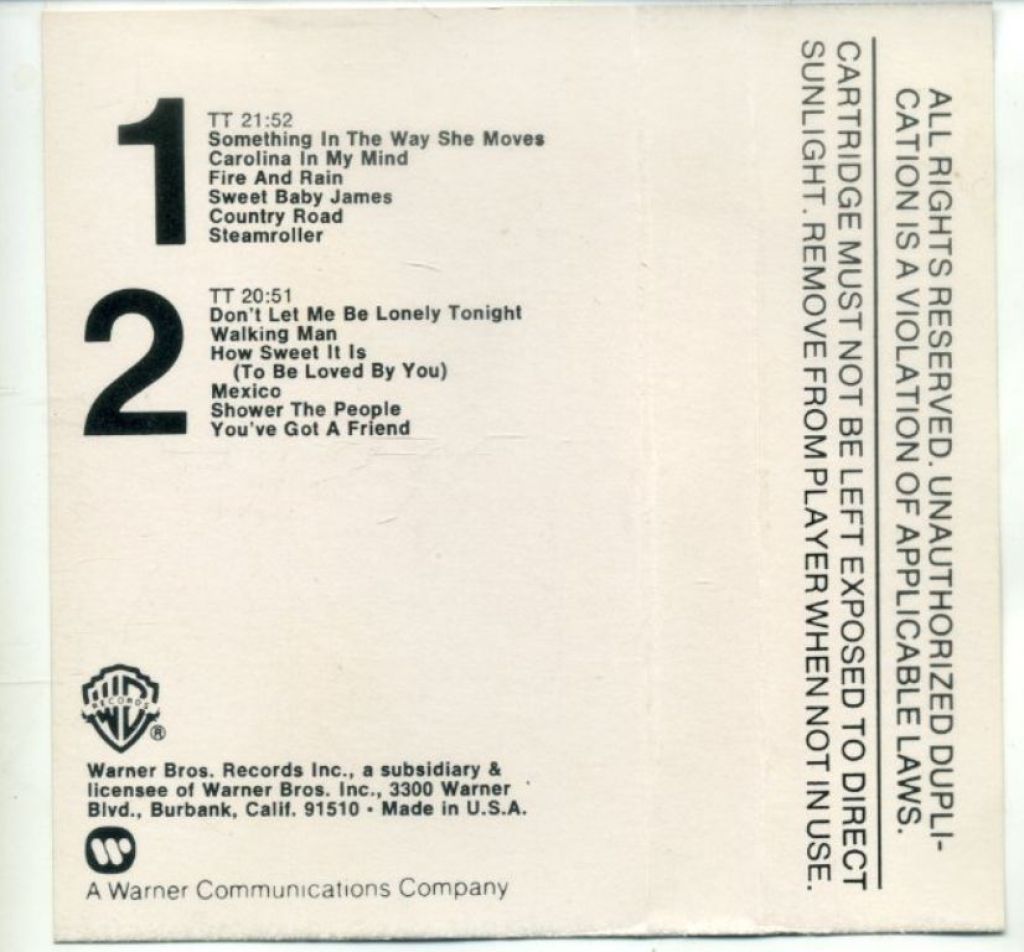 1
TT 21:52
Something In The Way She Moves
Carolina In My Mind
Fire And Rain
Sweet Baby James
Country Road
Steamroller
2
TT 20:51
Don't Let Me Be Lonely Tonight
Walking Man
How Sweet It Is
(To Be Loved By You)
Mexico
Shower The People
You've Got A Friend
RECORDS
®
Warner Bros. Records Inc., a subsidiary &
licensee of Warner Bros. Inc., 3300 Warner
Blvd., Burbank, Calif. 91510 · Made in U.S.A.
A Warner Communications Company
ALL RIGHTS RESERVED. UNAUTHORIZED DUPLI-
CATION IS A VIOLATION OF APPLICABLE LAWS.
CARTRIDGE MUST NOT BE LEFT EXPOSED TO DIRECT
SUNLIGHT. REMOVE FROM PLAYER WHEN NOT IN USE.